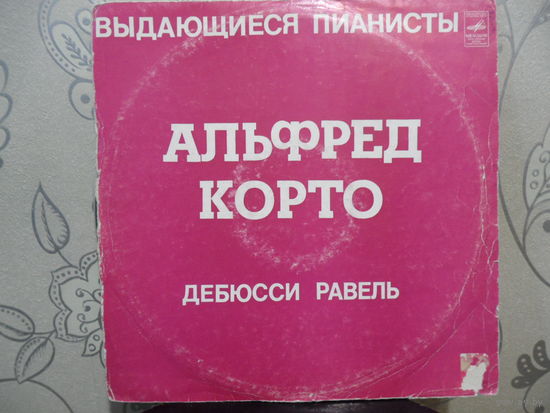 ВЫДАЮЩИЕСЯ ПИАНИСТЫ
АЛЬФРЕД
КОРТО
ДЕБЮССИ РАВЕЛЬ